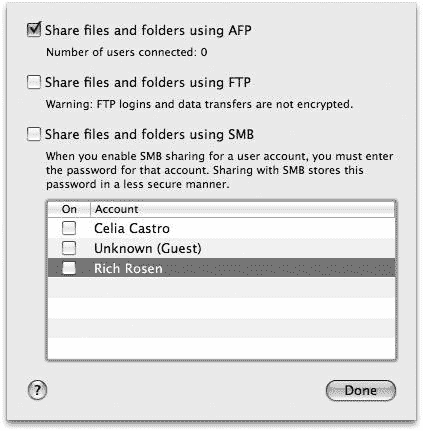 Share files and folders using AFP
Number of users connected: 0
Share files and folders using FTP
Warning: FTP logins and data transfers are not encrypted.
Share files and folders using SMB
When you enable SMB sharing for a user account, you must enter
the password for that account. Sharing with SMB stores this
password in a less secure manner.
On Account
Celia Castro
Unknown (Guest)
Rich Rosen
? Done